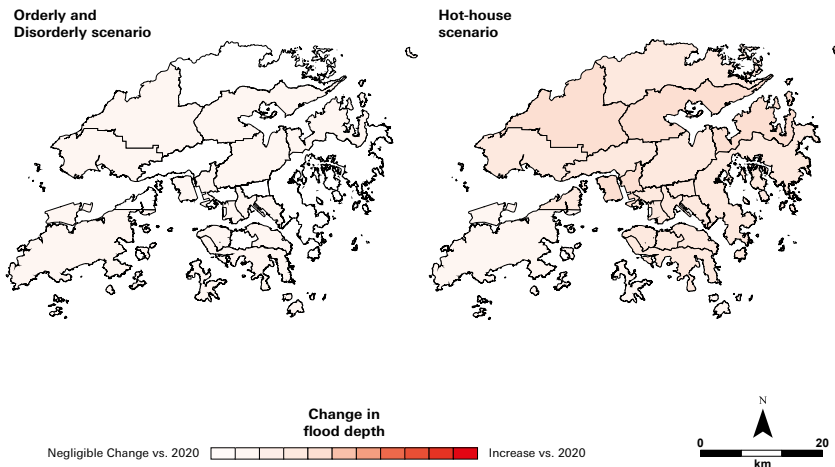 Orderly and
Disorderly scenario
Hot-house
scenario
Change in
flood depth
Negligible Change vs. 2020
Increase vs. 2020
N
0 20
km